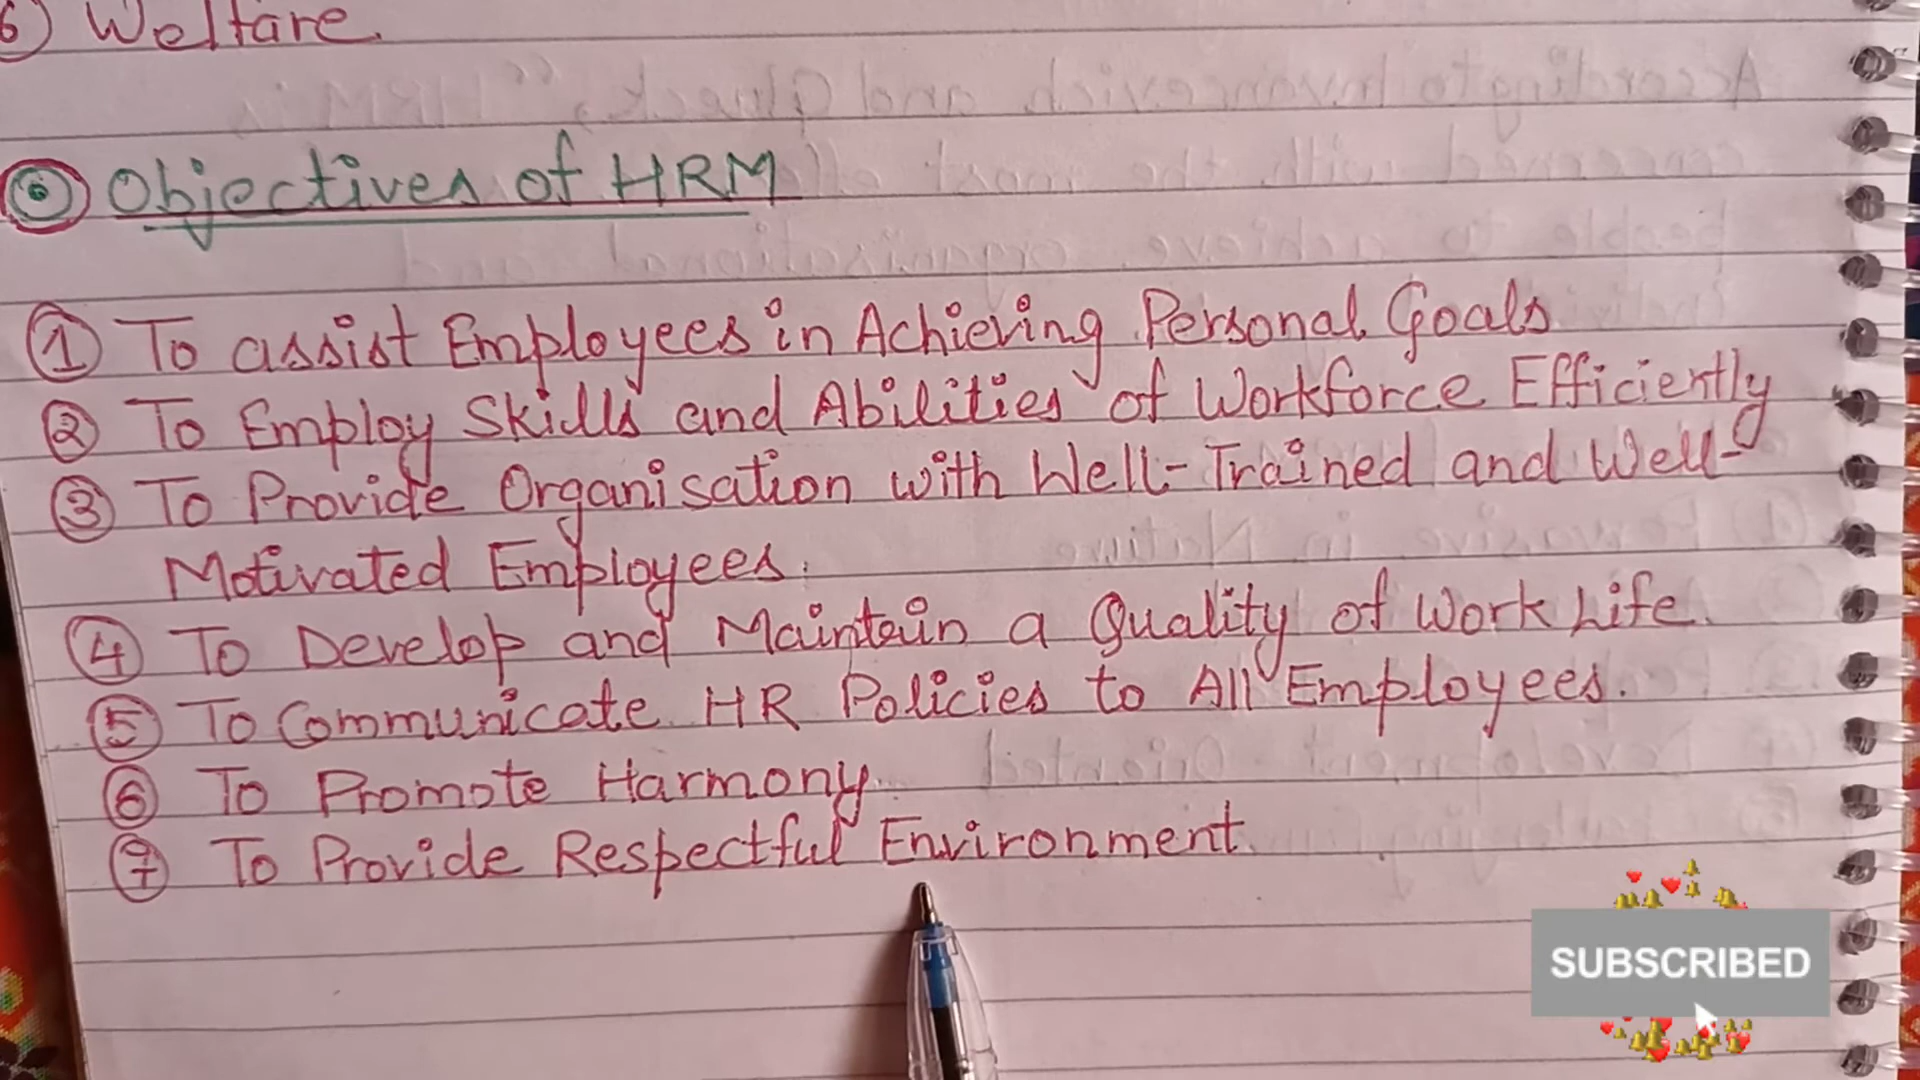 6) Welfare.
Objectives of HRM
① To assist Employees in Achieving Personal Goals
② To Employ Skills and Abilities of Workforce Efficiently
③ To Provide Organisation with Well-Trained and Well-
Motivated Employees.
④ To Develop and Maintain a Quality of Work Life.
⑤ To Communicate HR Policies to All Employees.
⑥ To Promote Harmony
⑦ To Provide Respectful Environment
SUBSCRIBED